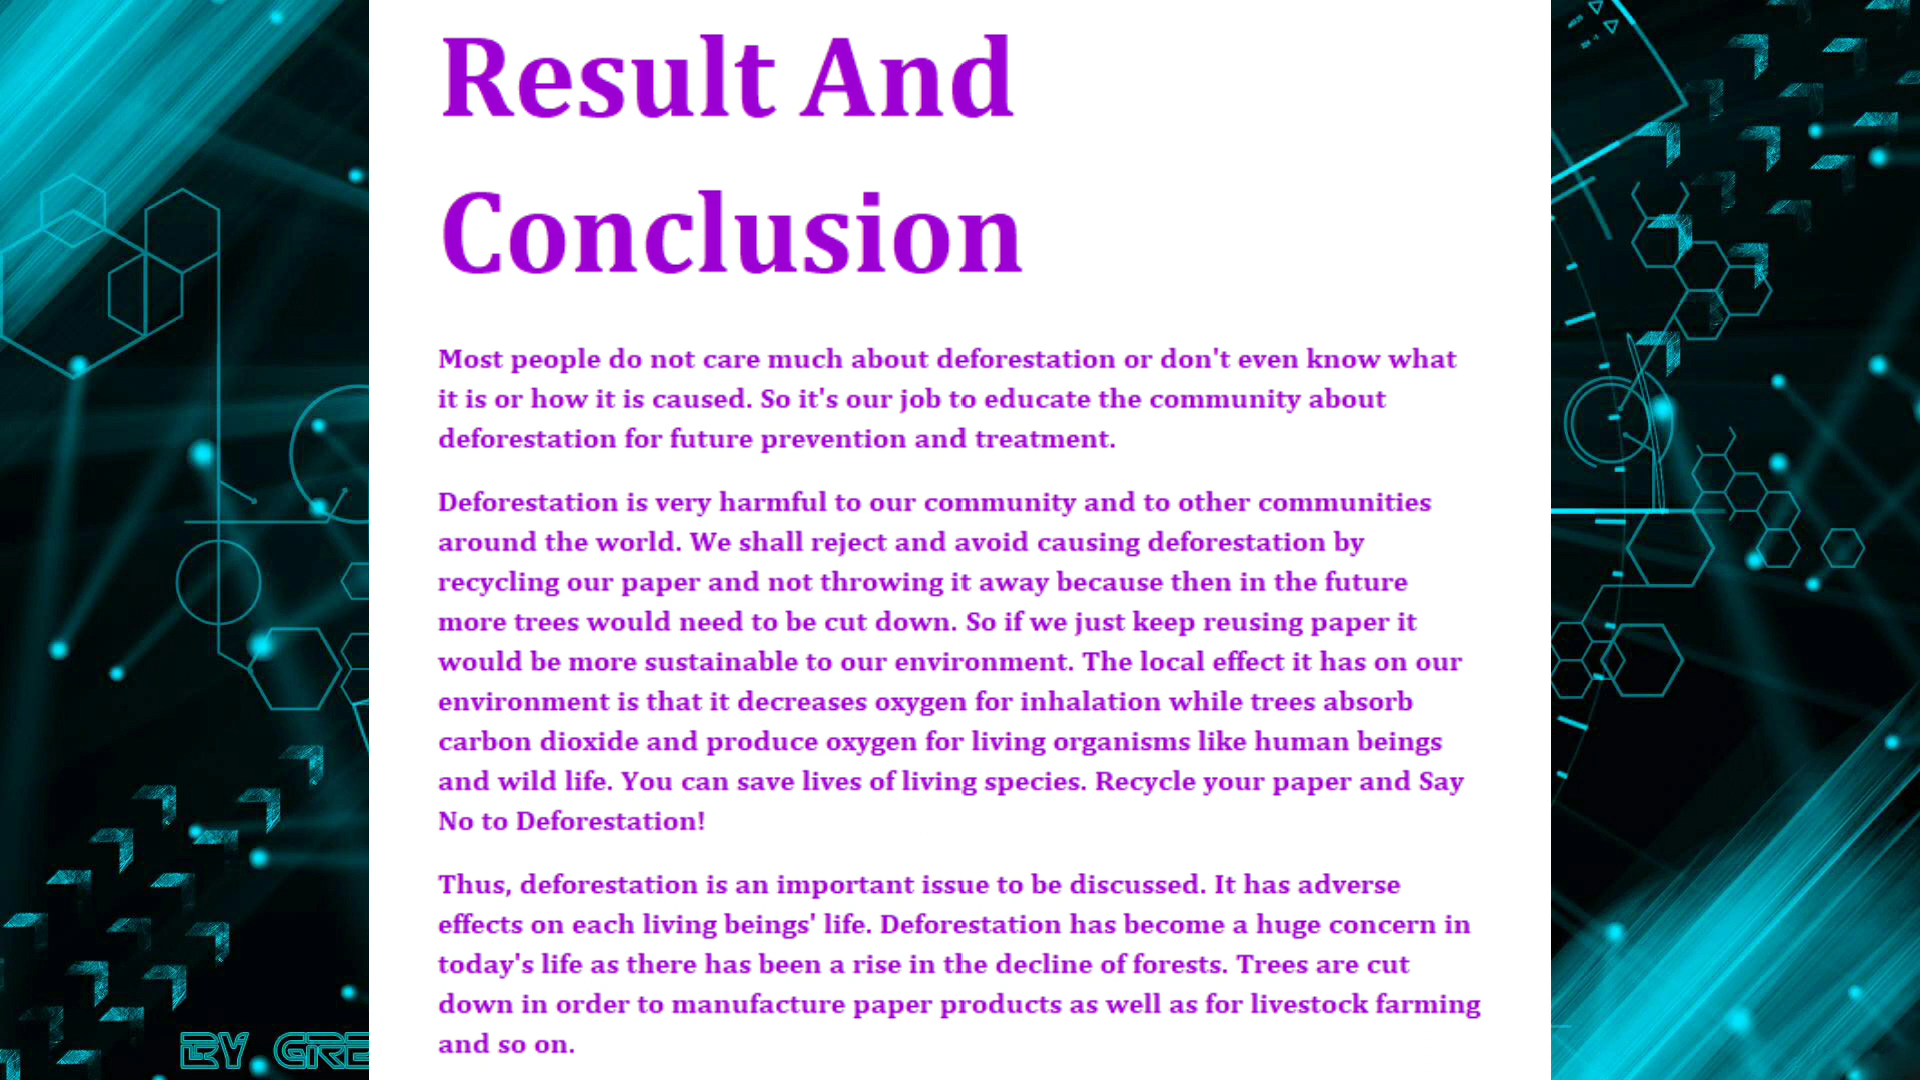 Result And
Conclusion
Most people do not care much about deforestation or don't even know what
it is or how it is caused. So it's our job to educate the community about
deforestation for future prevention and treatment.
Deforestation is very harmful to our community and to other communities
around the world. We shall reject and avoid causing deforestation by
recycling our paper and not throwing it away because then in the future
more trees would need to be cut down. So if we just keep reusing paper it
would be more sustainable to our environment. The local effect it has on our
environment is that it decreases oxygen for inhalation while trees absorb
carbon dioxide and produce oxygen for living organisms like human beings
and wild life. You can save lives of living species. Recycle your paper and Say
No to Deforestation!
Thus, deforestation is an important issue to be discussed. It has adverse
effects on each living beings' life. Deforestation has become a huge concern in
today's life as there has been a rise in the decline of forests. Trees are cut
down in order to manufacture paper products as well as for livestock farming
and so on.
BY GRE